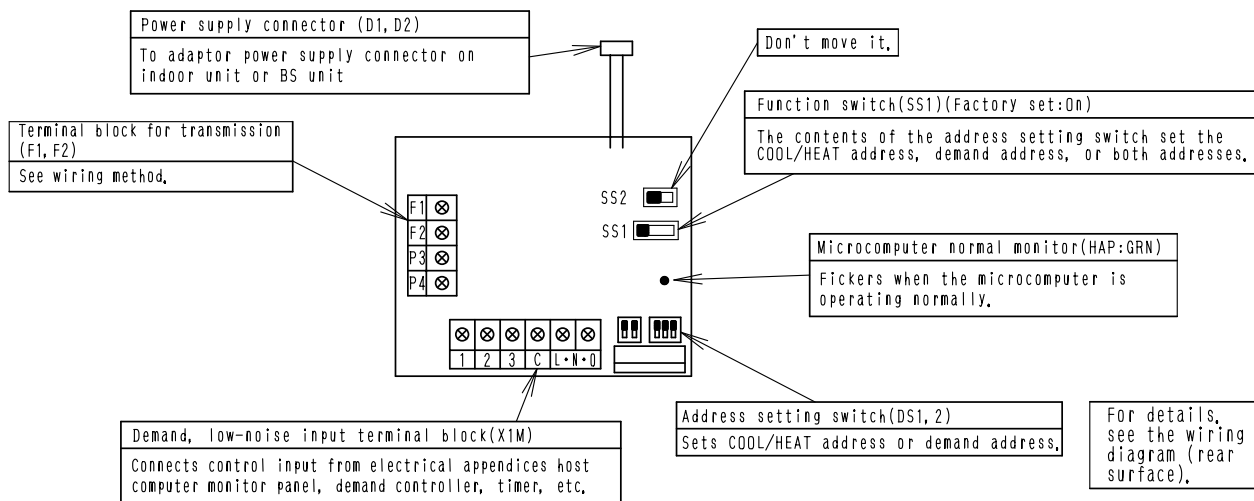 Power supply connector (D1,D2)
To adaptor power supply connector on
indoor unit or BS unit
Don't move it.
Function switch(SS1)(Factory set:On)
The contents of the address setting switch set the
COOL/HEAT address, demand address, or both addresses.
Terminal block for transmission
(F1,F2)
See wiring method.
SS2
SS1
F1
F2
P3
P4
Microcomputer normal monitor(HAP:GRN)
Fickers when the microcomputer is
operating normally.
1 2 3 C L•N•O
Address setting switch(DS1,2)
Sets COOL/HEAT address or demand address.
For details,
see the wiring
diagram (rear
surface).
Demand, low-noise input terminal block(X1M)
Connects control input from electrical appendices host
computer monitor panel, demand controller, timer, etc.